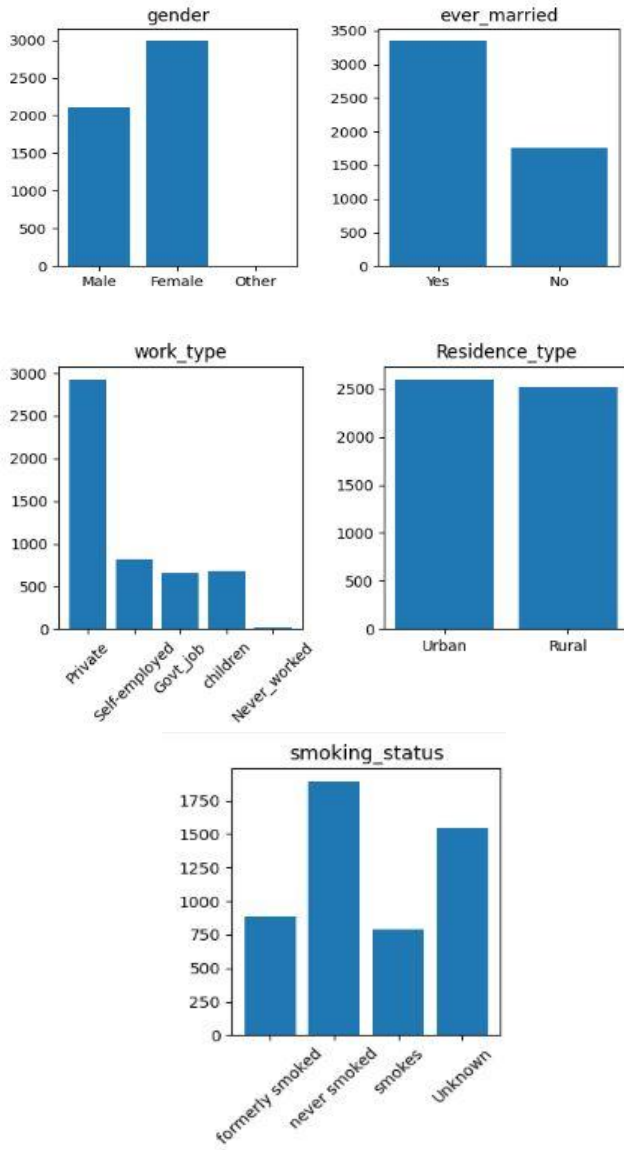 gender
3000
2500
2000
1500
1000
500
0
Male Female Other
ever_married
3500
3000
2500
2000
1500
1000
500
0
Yes No
work_type
3000
2500
2000
1500
1000
500
0
Private
Self-employed
Govt_job
children
Never_worked
Residence_type
2500
2000
1500
1000
500
0
Urban Rural
smoking_status
1750
1500
1250
1000
750
500
250
0
formerly smoked
never smoked
smokes
Unknown